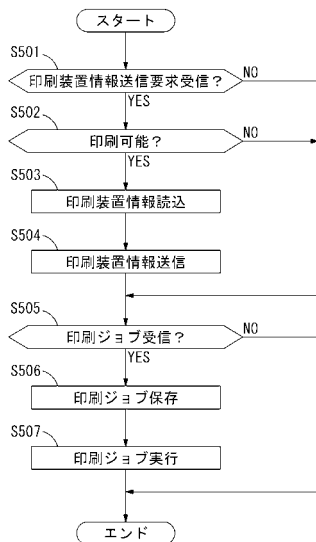 スタート
S501
印刷装置情報送信要求受信?
NO
YES
S502
印刷可能?
NO
YES
S503
印刷装置情報読込
S504
印刷装置情報送信
S505
印刷ジョブ受信?
NO
YES
S506
印刷ジョブ保存
S507
印刷ジョブ実行
エンド